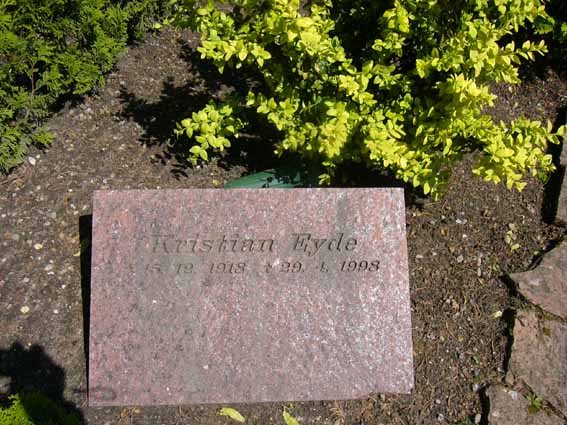 Kristian Eyde
* 15. 12. 1918 † 29. 4. 1998